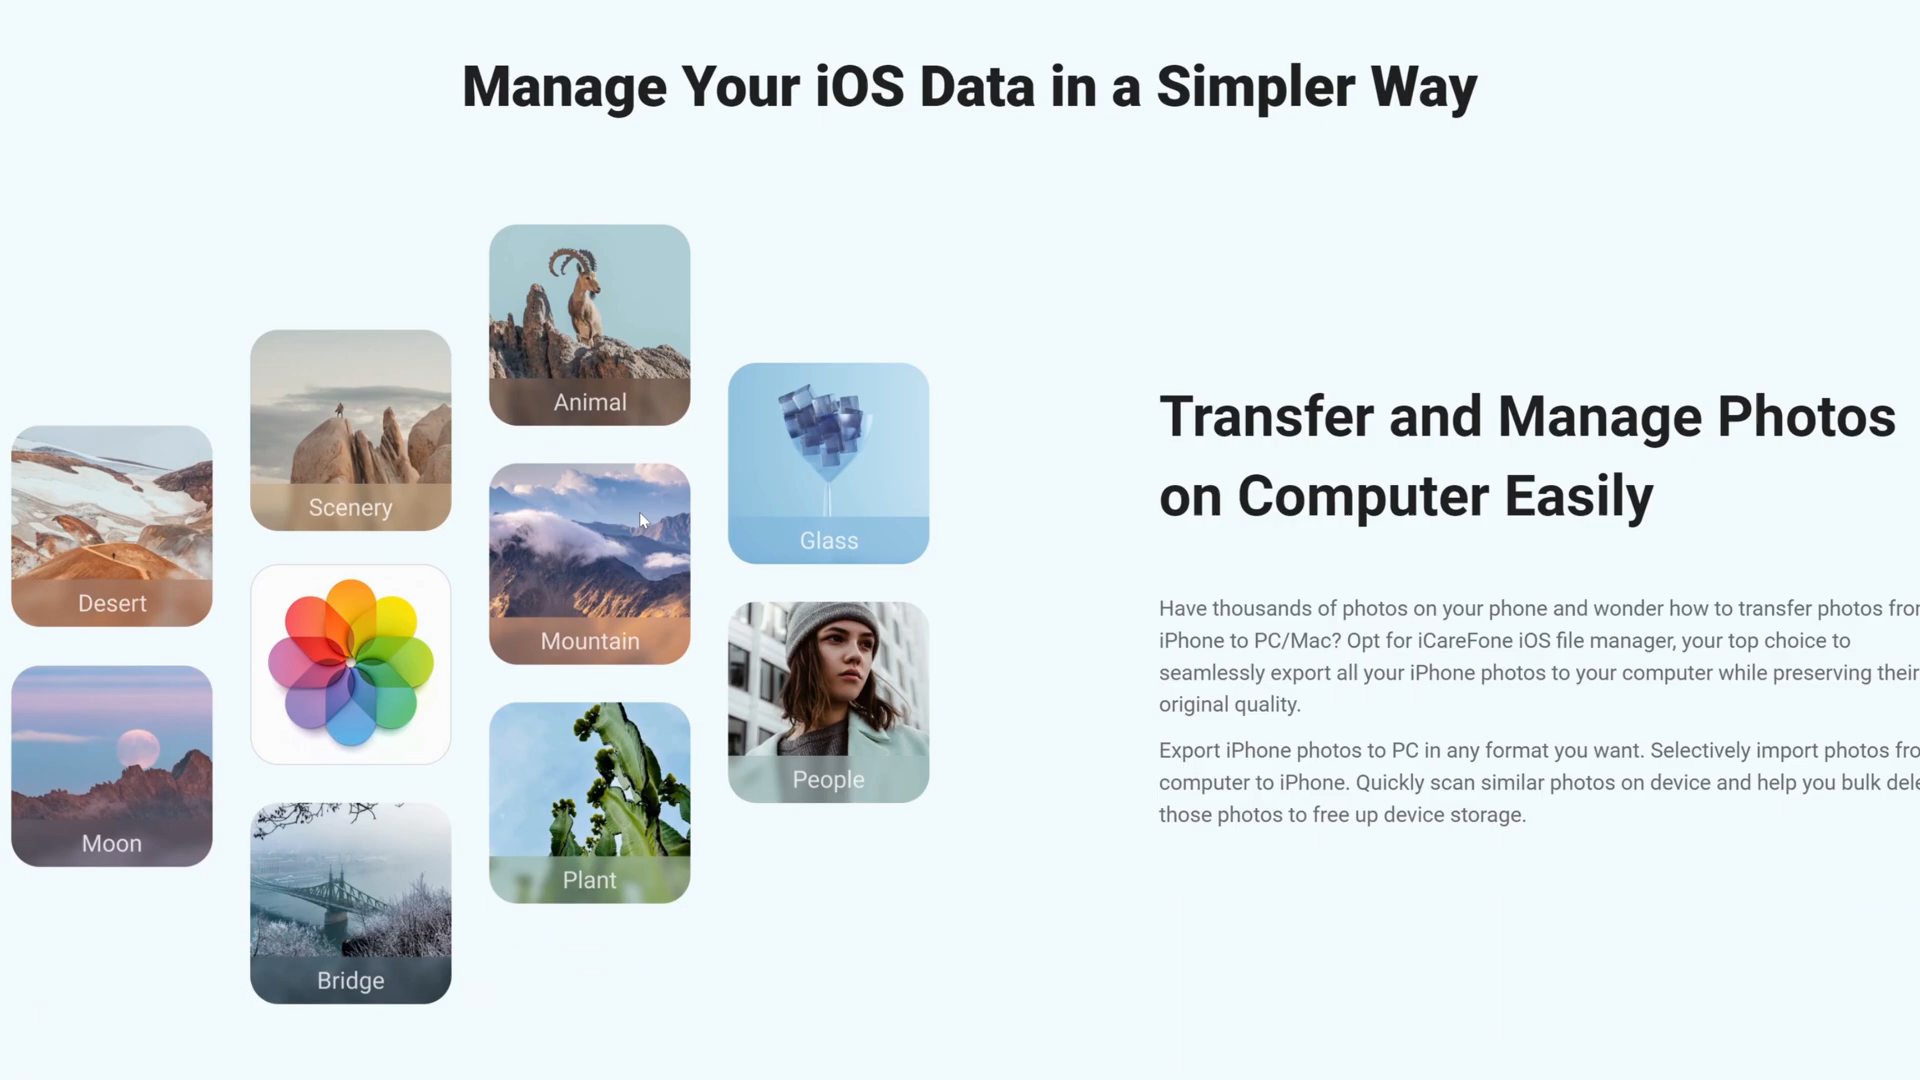 Manage Your iOS Data in a Simpler Way
Animal
Scenery
Glass
Desert
Mountain
People
Moon
Plant
Bridge
Transfer and Manage Photos
on Computer Easily
Have thousands of photos on your phone and wonder how to transfer photos
iPhone to PC/Mac? Opt for iCareFone iOS file manager, your top choice to
seamlessly export all your iPhone photos to your computer while preserving their
original quality.
Export iPhone photos to PC in any format you want. Selectively import photos
computer to iPhone. Quickly scan similar photos on device and help you bulk
those photos to free up device storage.